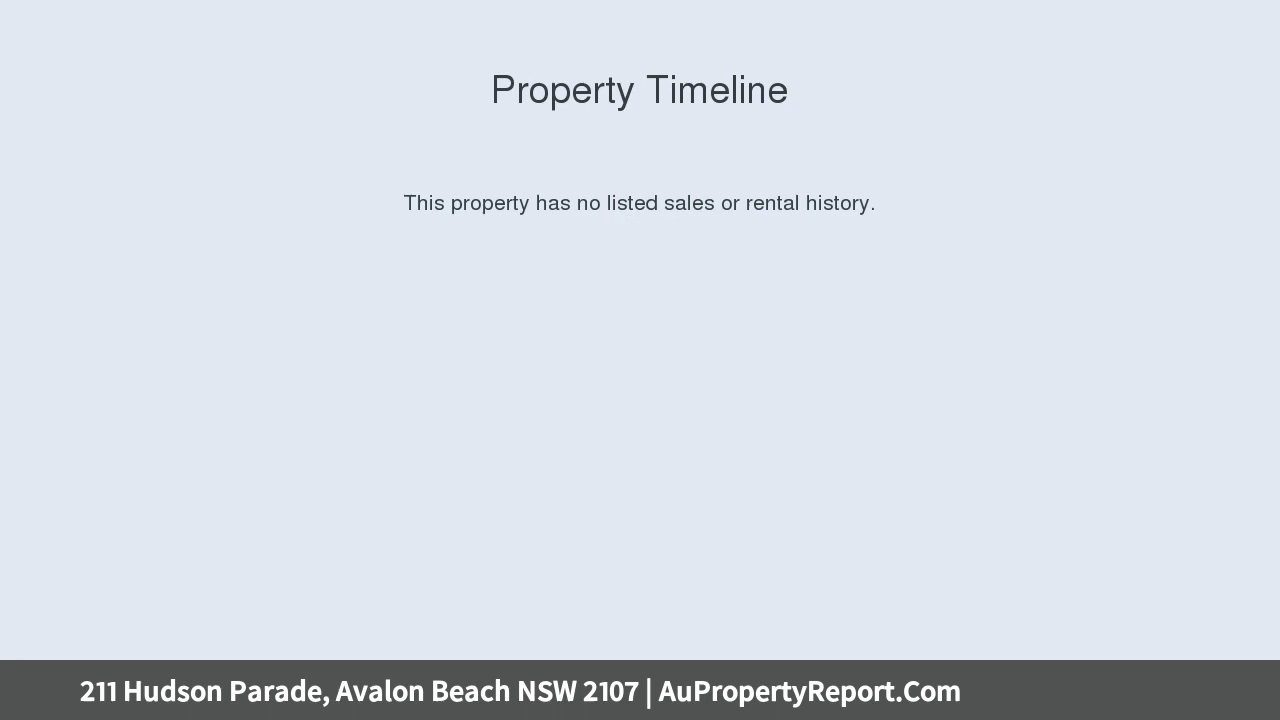 Property Timeline
This property has no listed sales or rental history.
211 Hudson Parade, Avalon Beach NSW 2107 | AuPropertyReport.Com